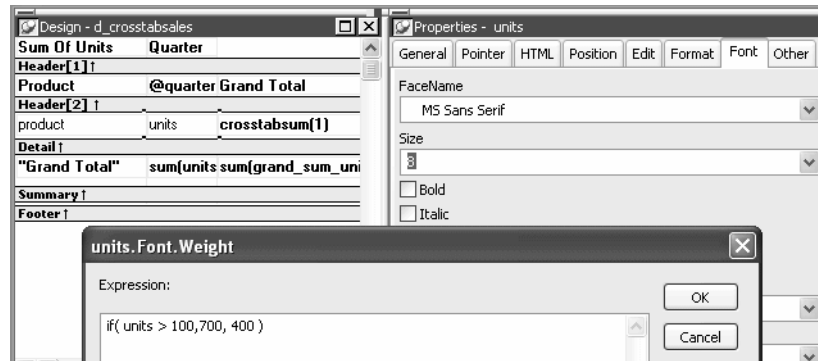 Design - d_crosstabsales
Sum Of Units Quarter
Header[1]↑
Product @quarter Grand Total
Header[2] ↑
product units crosstabsum(1)
Detail ↑
"Grand Total" sum(units sum(grand_sum_uni
Summary ↑
Footer ↑
Properties - units
General Pointer HTML Position Edit Format Font Other
FaceName
MS Sans Serif
Size
8
Bold
Italic
units.Font.Weight
Expression:
if( units > 100,700, 400 )
OK
Cancel